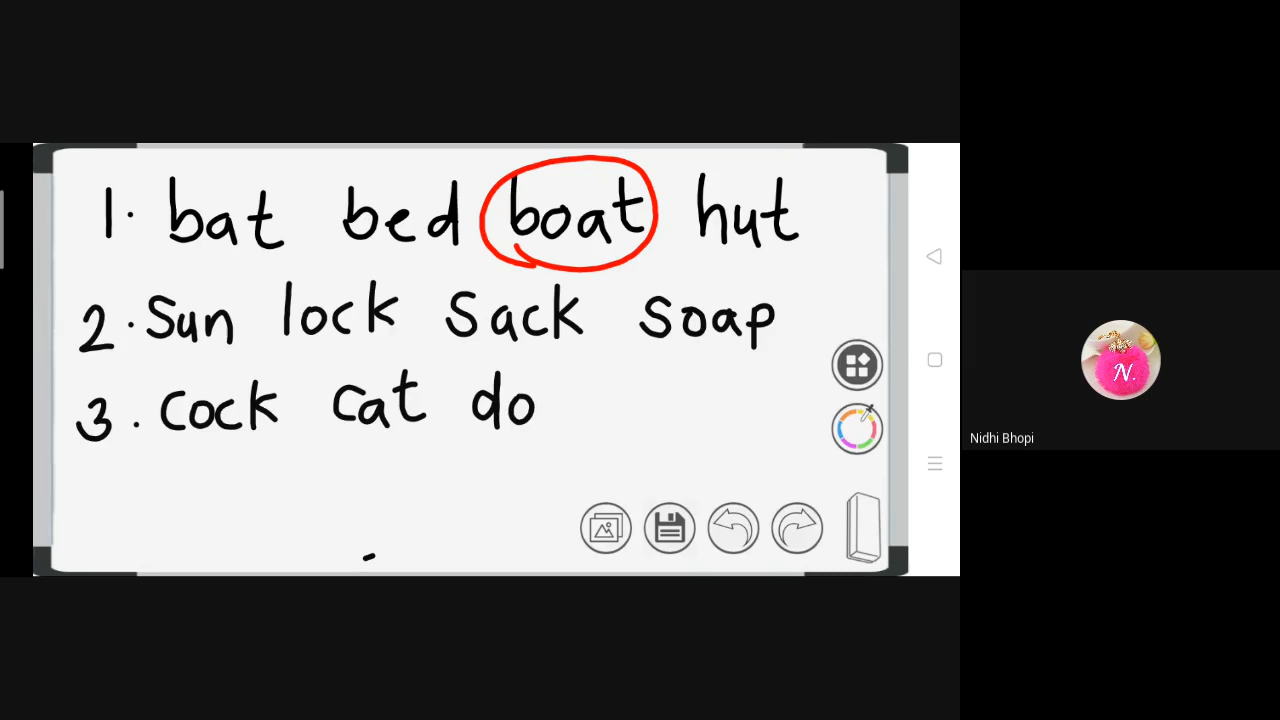 1. bat bed boat hut
2. Sun lock Sack soap
3. cock cat do
N.
Nidhi Bhopi